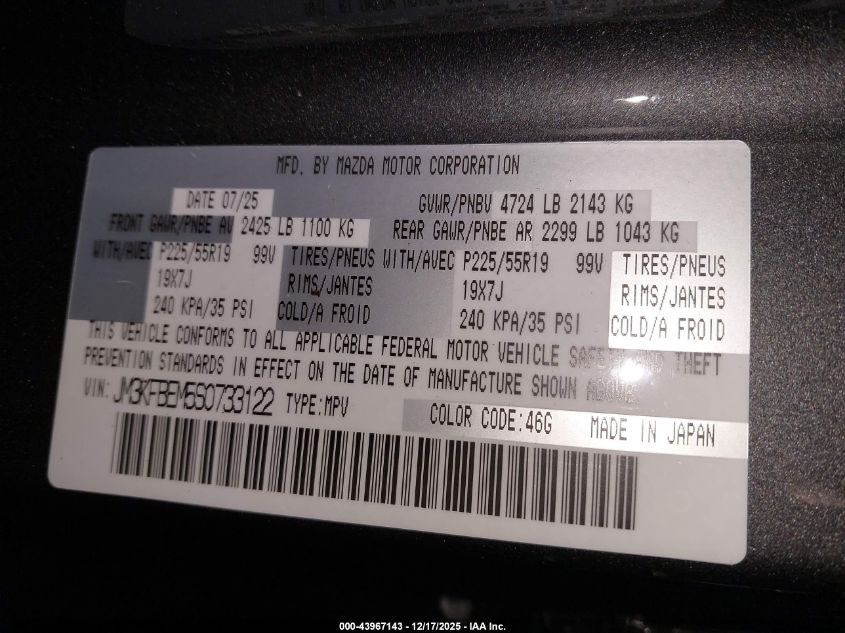 MFD. BY MAZDA MOTOR CORPORATION
DATE 07/25 GVWR/PNBV 4724 LB 2143 KG
FRONT GAWR/PNBE AV 2425 LB 1100 KG REAR GAWR/PNBE AR 2299 LB 1043 KG
WITH/AVEC P225/55R19 99V TIRES/PNEUS WITH/AVEC P225/55R19 99V TIRES/PNEUS
19X7J RIMS/JANTES 19X7J RIMS/JANTES
240 KPA/35 PSI COLD/A FROID 240 KPA/35 PSI COLD/A FROID
THIS VEHICLE CONFORMS TO ALL APPLICABLE FEDERAL MOTOR VEHICLE SAFETY AND THEFT
PREVENTION STANDARDS IN EFFECT ON THE DATE OF MANUFACTURE SHOWN ABOVE.
VIN: JM3KFBEM5S0733122 TYPE:MPV COLOR CODE:46G MADE IN JAPAN
000-43967143 - 12/17/2025 - IAA Inc.